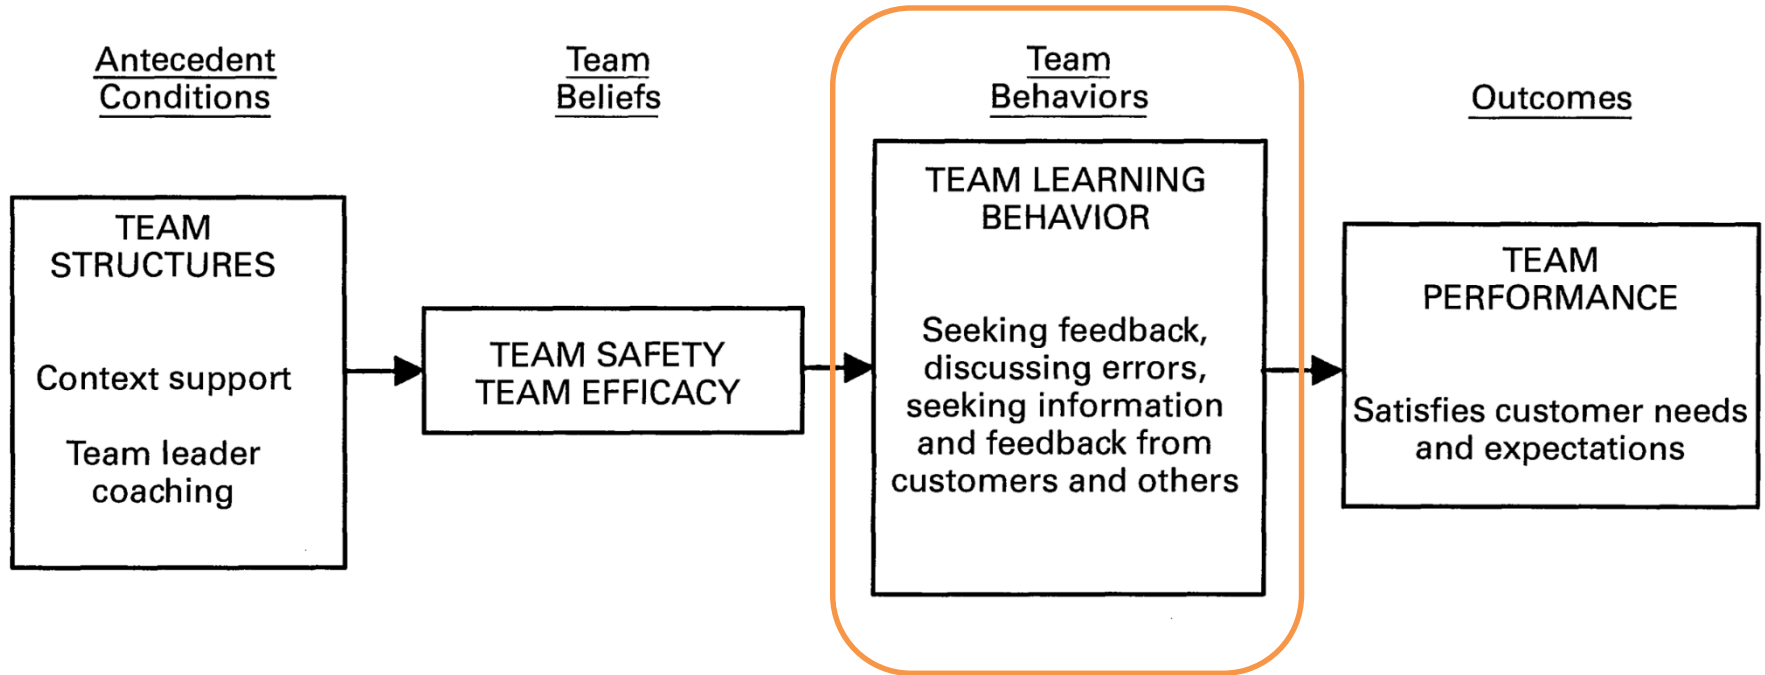 Antecedent
Conditions
TEAM
STRUCTURES
Context support
Team leader
coaching
Team
Beliefs
TEAM SAFETY
TEAM EFFICACY
Team
Behaviors
TEAM LEARNING
BEHAVIOR
Seeking feedback,
discussing errors,
seeking information
and feedback from
customers and others
Outcomes
TEAM
PERFORMANCE
Satisfies customer needs
and expectations